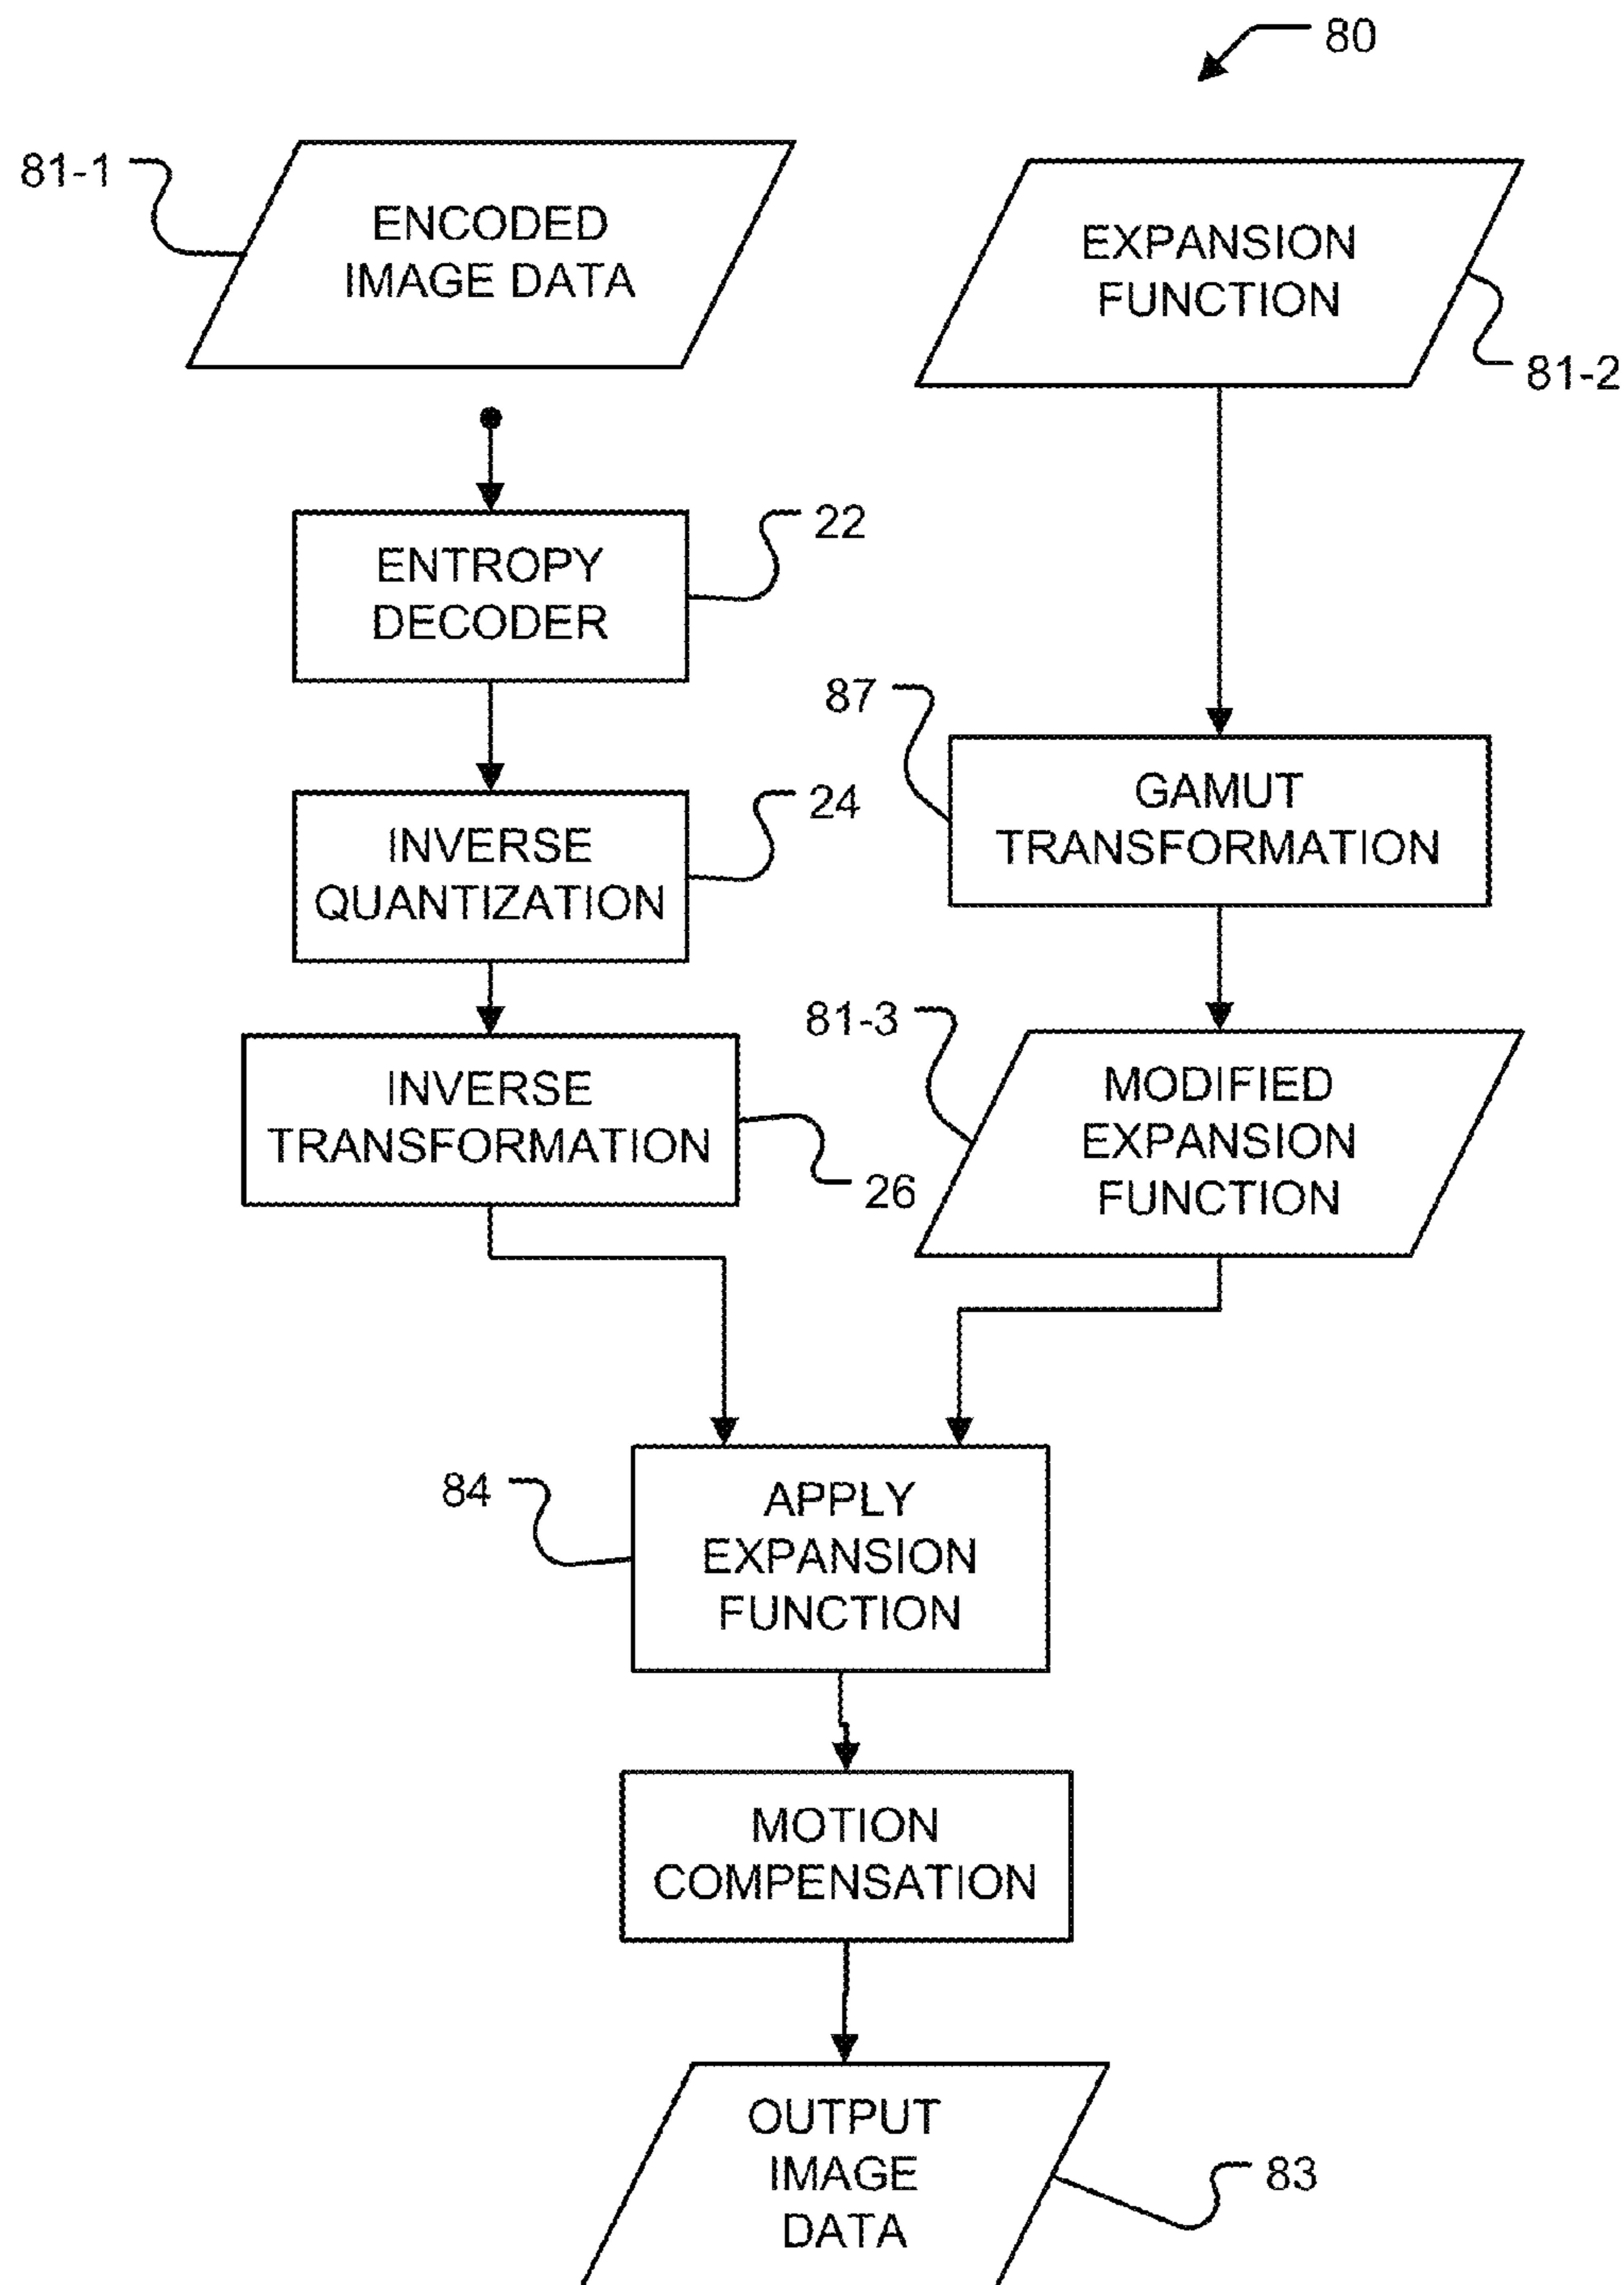 80
81-1
ENCODED
IMAGE DATA
EXPANSION
FUNCTION
81-2
ENTROPY
DECODER
22
87
GAMUT
TRANSFORMATION
INVERSE
QUANTIZATION
24
81-3
INVERSE
TRANSFORMATION
26
MODIFIED
EXPANSION
FUNCTION
84
APPLY
EXPANSION
FUNCTION
MOTION
COMPENSATION
OUTPUT
IMAGE
DATA
83